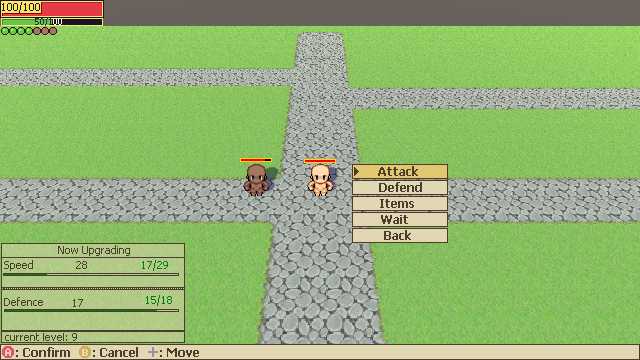 100/100
50/100
Attack
Defend
Items
Wait
Back
Now Upgrading
Speed 28 17/29
Defence 17 15/18
current level: 9
A: Confirm B: Cancel +: Move